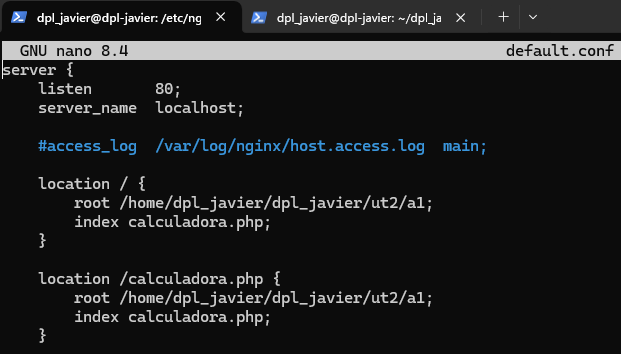 dpl_javier@dpl-javier: /etc/ng
dpl_javier@dpl-javier: ~/dpl_ja
GNU nano 8.4 default.conf
server {
    listen       80;
    server_name  localhost;

    #access_log  /var/log/nginx/host.access.log  main;

    location / {
        root /home/dpl_javier/dpl_javier/ut2/a1;
        index calculadora.php;
    }

    location /calculadora.php {
        root /home/dpl_javier/dpl_javier/ut2/a1;
        index calculadora.php;
    }